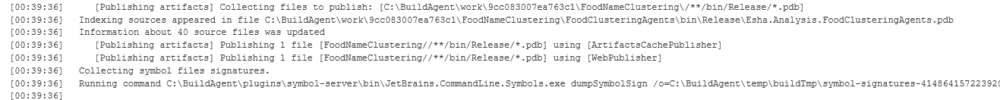 [00:39:36] [Publishing artifacts] Collecting files to publish: [C:\BuildAgent\work\9cc083007ea763c1\FoodNameClustering\/**/bin/Release/*.pdb]
[00:39:36] Indexing sources appeared in file C:\BuildAgent\work\9cc083007ea763c1\FoodNameClustering\FoodClusteringAgents\bin\Release\Esha.Analysis.FoodClusteringAgents.pdb
[00:39:36] Information about 40 source files was updated
[00:39:36] [Publishing artifacts] Publishing 1 file [FoodNameClustering//**/bin/Release/*.pdb] using [ArtifactsCachePublisher]
[00:39:36] [Publishing artifacts] Publishing 1 file [FoodNameClustering//**/bin/Release/*.pdb] using [WebPublisher]
[00:39:36] Collecting symbol files signatures.
[00:39:36] Running command C:\BuildAgent\plugins\symbol-server\bin\JetBrains.CommandLine.Symbols.exe dumpSymbolSign /o=C:\BuildAgent\temp\buildTmp\symbol-signatures-414864157223920
[00:39:36]